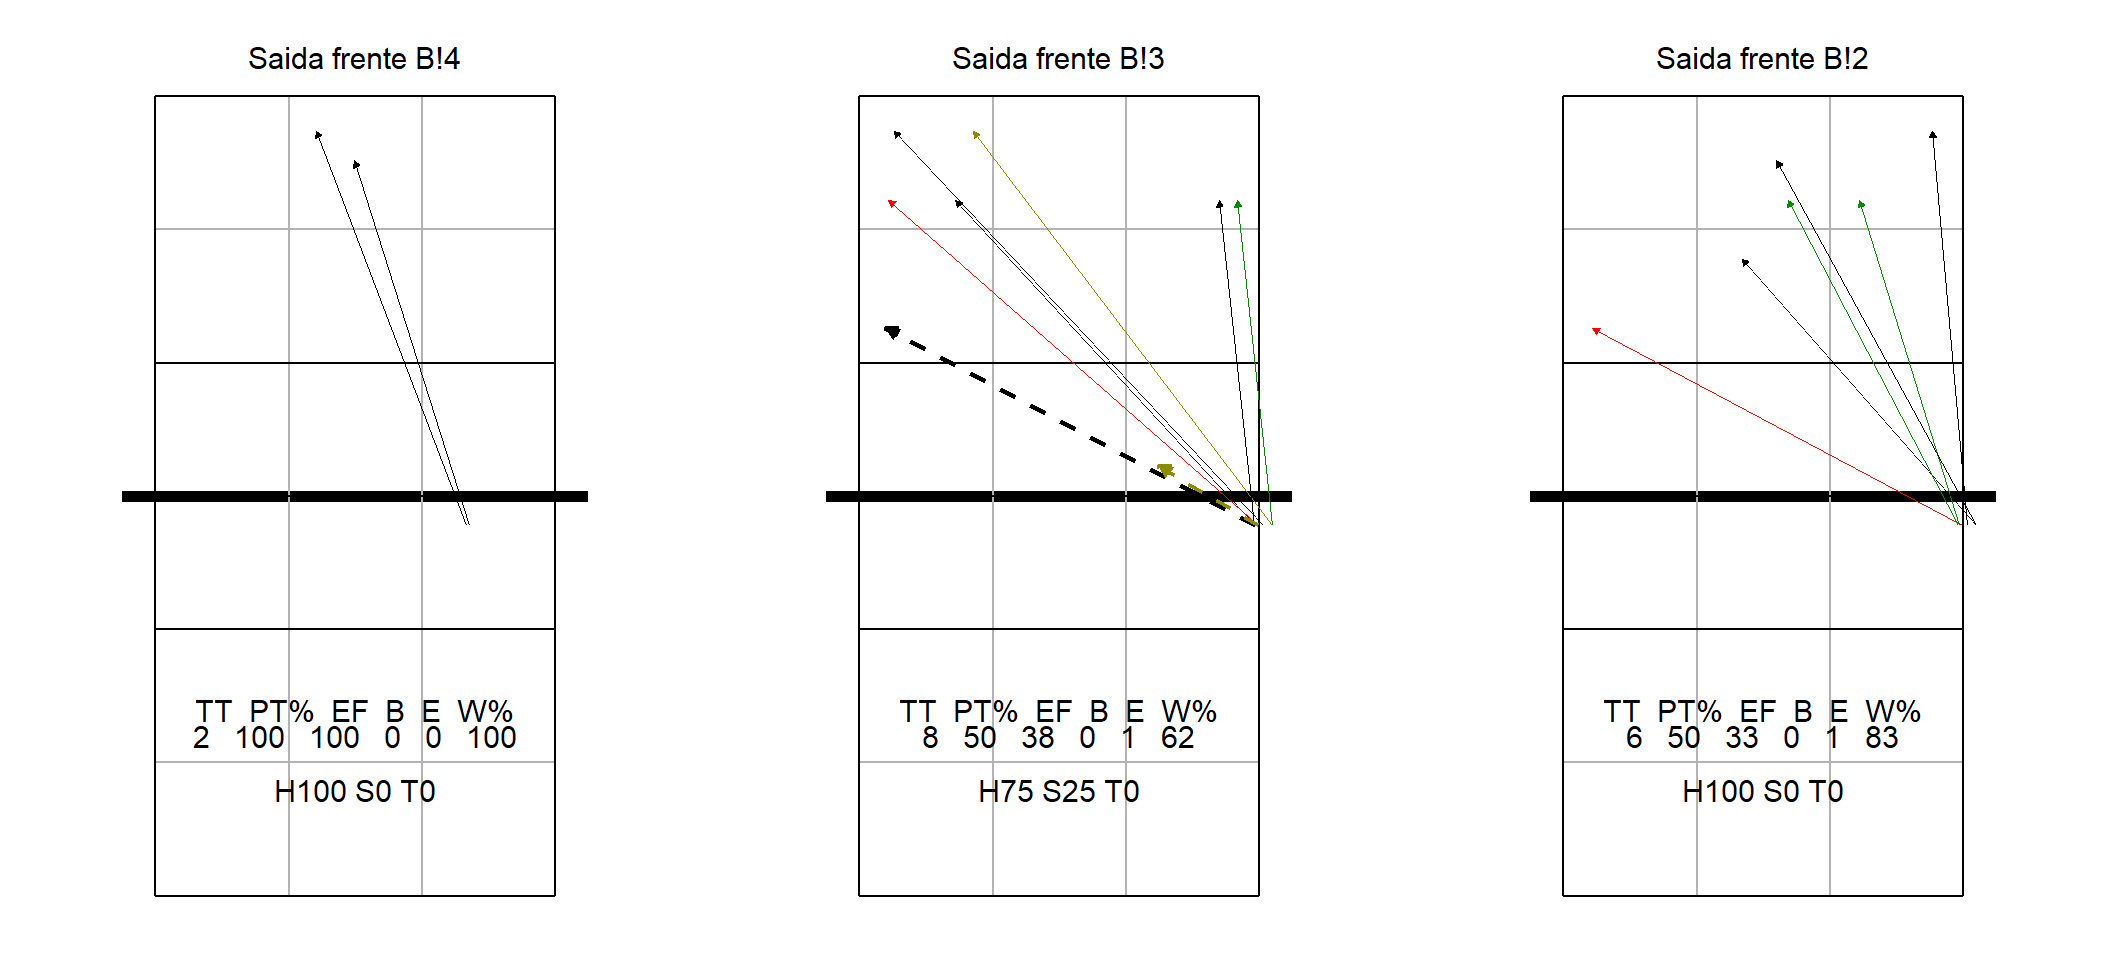 Saida frente B!4
Saida frente B!3
Saida frente B!2
TT PT% EF B E W%
2 100 100 0 0 100
H100 S0 T0
TT PT% EF B E W%
8 50 38 0 1 62
H75 S25 T0
TT PT% EF B E W%
6 50 33 0 1 83
H100 S0 T0